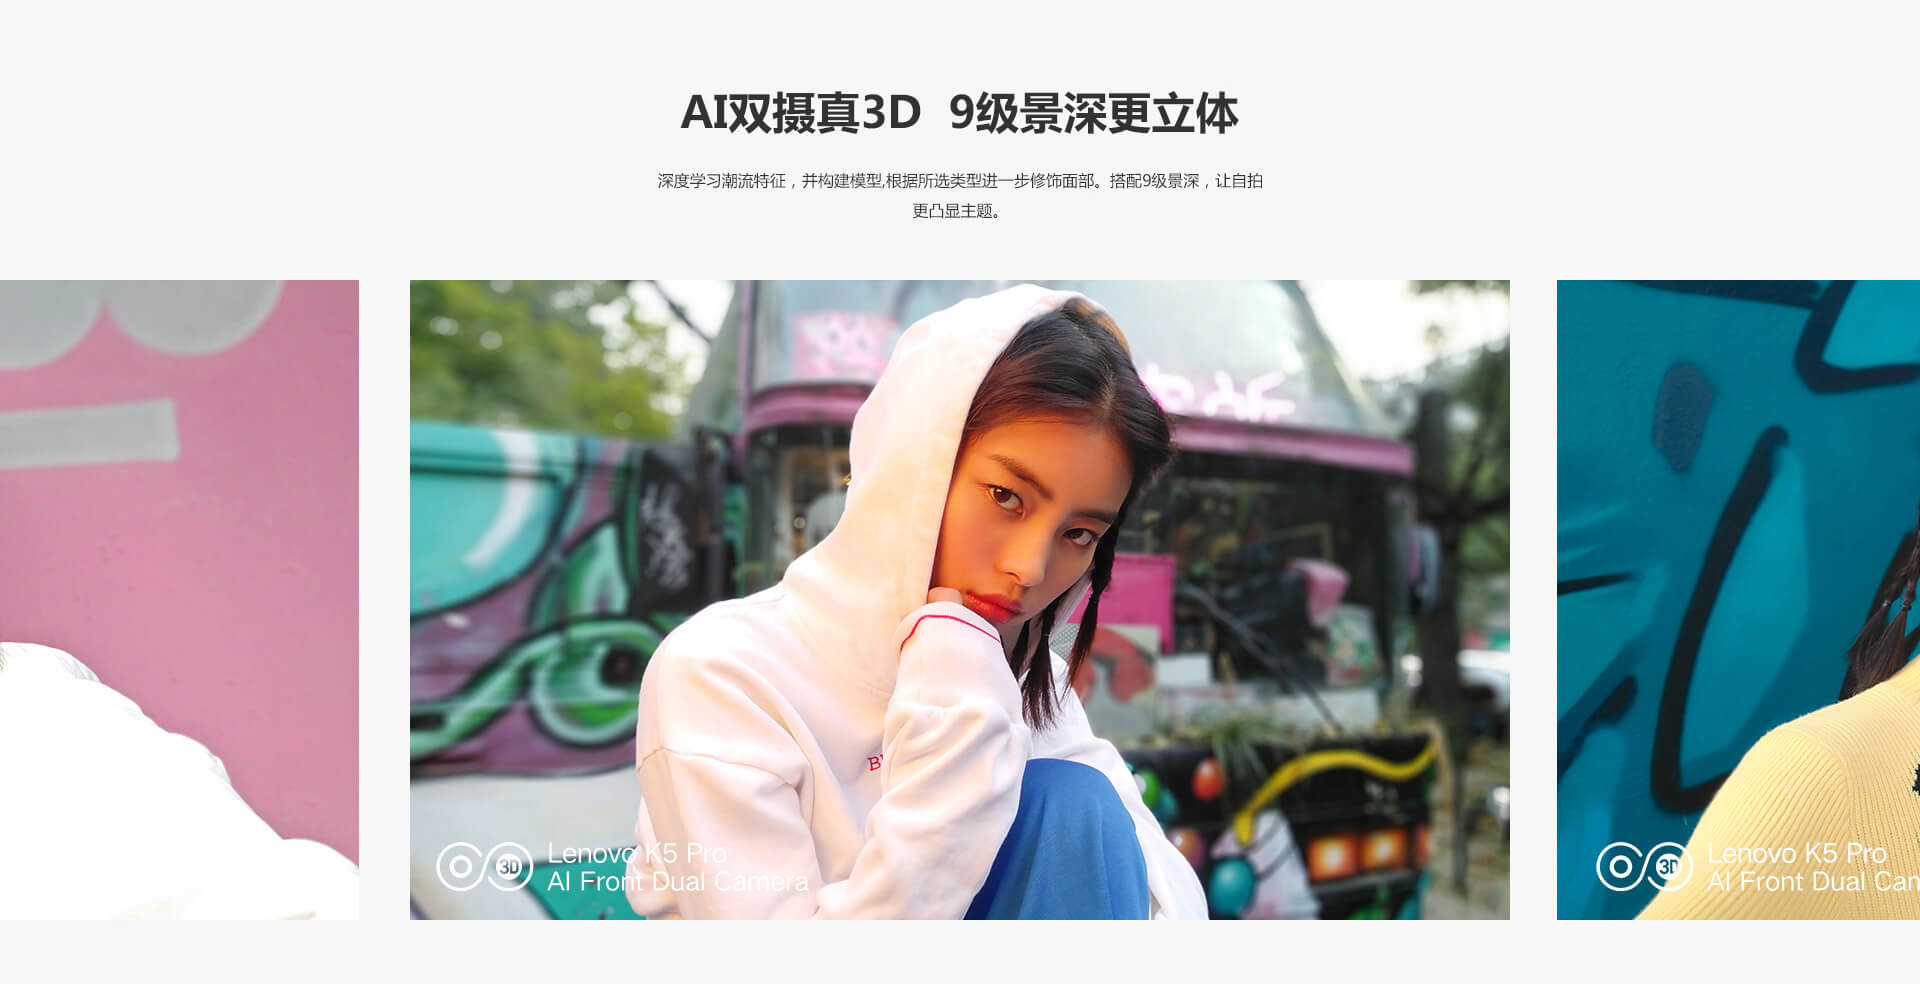 AI双摄真3D 9级景深更立体
深度学习潮流特征，并构建模型,根据所选类型进一步修饰面部。搭配9级景深，让自拍
更凸显主题。
3D
Lenovo K5 Pro
AI Front Dual Camera
3D
Lenovo K5 Pro
AI Front Dual Cam